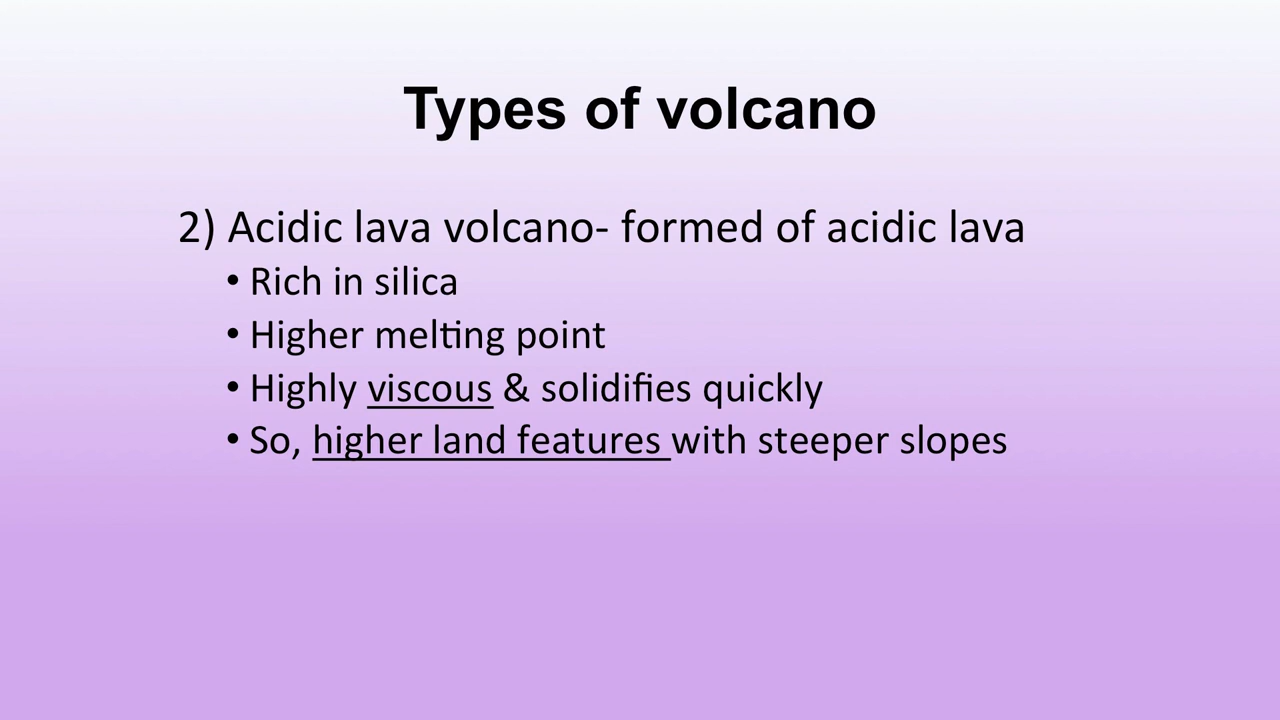 Types of volcano
2) Acidic lava volcano- formed of acidic lava
• Rich in silica
• Higher melting point
• Highly viscous & solidifies quickly
• So, higher land features with steeper slopes